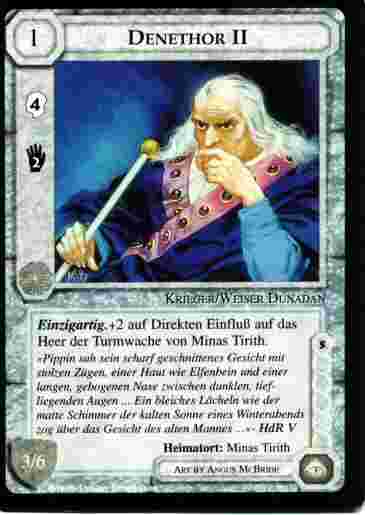 1
DENETHOR II
4
2
KRIEGER/WEISER DÚNADAN
Einzigartig.+2 auf Direkten Einfluß auf das
Heer der Turmwache von Minas Tirith.
»Pippin sah sein scharf geschnittenes Gesicht mit
stolzen Zügen, einer Haut wie Elfenbein und einer
langen, gebogenen Nase zwischen dunklen, tief-
liegenden Augen ... Ein bleiches Lächeln wie der
matte Schimmer der kalten Sonne eines Winterabends
zog über das Gesicht des alten Mannes ...«- HdR V
Heimatort: Minas Tirith
3/6
ART BY ANGUS MCBRIDE